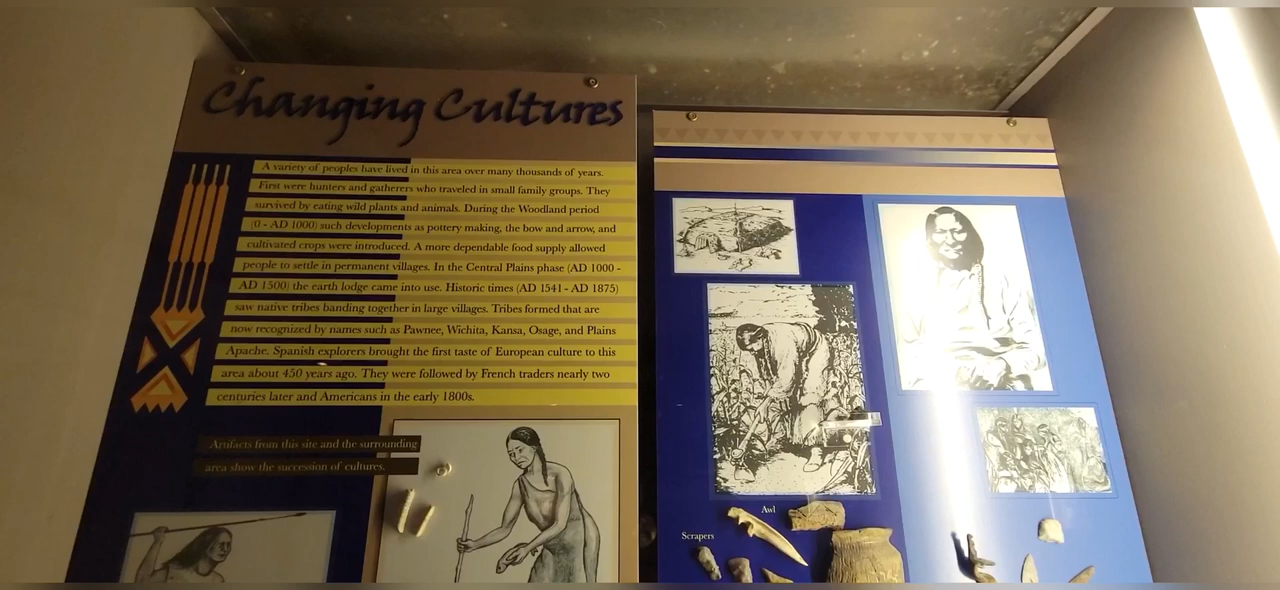 Changing Cultures
A variety of peoples have lived in this area over many thousands of years.
First were hunters and gatherers who traveled in small family groups. They
survived by eating wild plants and animals. During the Woodland period
(0 - AD 1000) such developments as pottery making, the bow and arrow, and
cultivated crops were introduced. A more dependable food supply allowed
people to settle in permanent villages. In the Central Plains phase (AD 1000 -
AD 1500) the earth lodge came into use. Historic times (AD 1541 - AD 1875)
saw native tribes banding together in large villages. Tribes formed that are
now recognized by names such as Pawnee, Wichita, Kansa, Osage, and Plains
Apache. Spanish explorers brought the first taste of European culture to this
area about 450 years ago. They were followed by French traders nearly two
centuries later and Americans in the early 1800s.
Artifacts from this site and the surrounding
area show the succession of cultures.
Awl
Scrapers